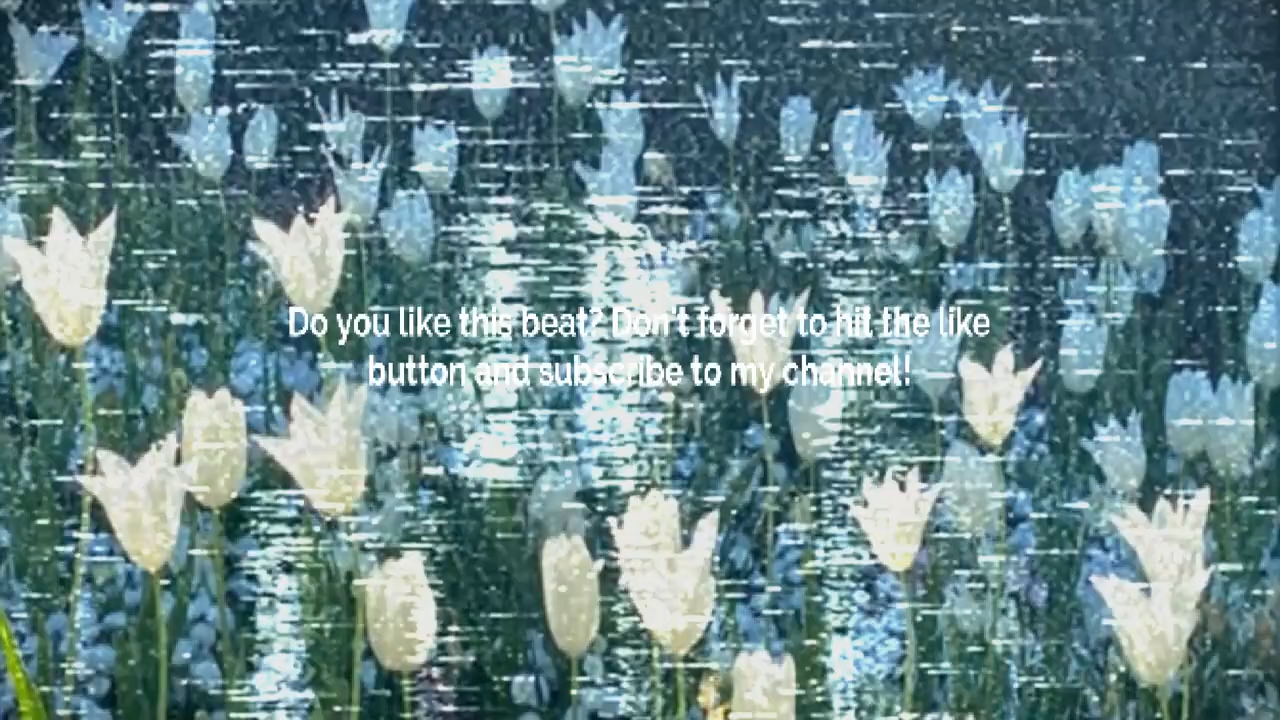 Do you like this beat? Don't forget to hit the like
button and subscribe to my channel!